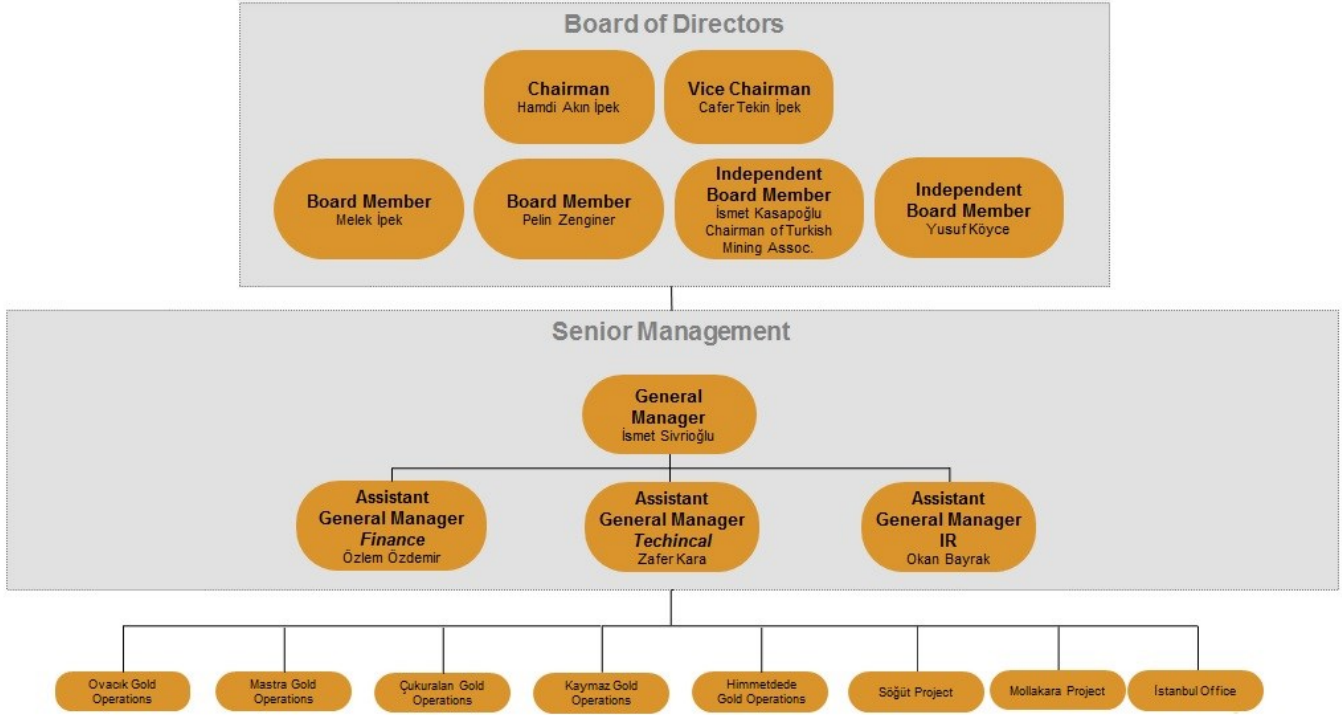 Board of Directors
Chairman
Hamdi Akın İpek
Vice Chairman
Cafer Tekin İpek
Board Member
Melek İpek
Board Member
Pelin Zenginer
Independent
Board Member
İsmet Kasapoğlu
Chairman of Turkish
Mining Assoc.
Independent
Board Member
Yusuf Köyce
Senior Management
General
Manager
İsmet Sivrioğlu
Assistant
General Manager
Finance
Özlem Özdemir
Assistant
General Manager
Techincal
Zafer Kara
Assistant
General Manager
IR
Okan Bayrak
Ovacık Gold
Operations
Mastra Gold
Operations
Çukuralan Gold
Operations
Kaymaz Gold
Operations
Himmetdede
Gold Operations
Söğüt Project
Mollakara Project
İstanbul Office